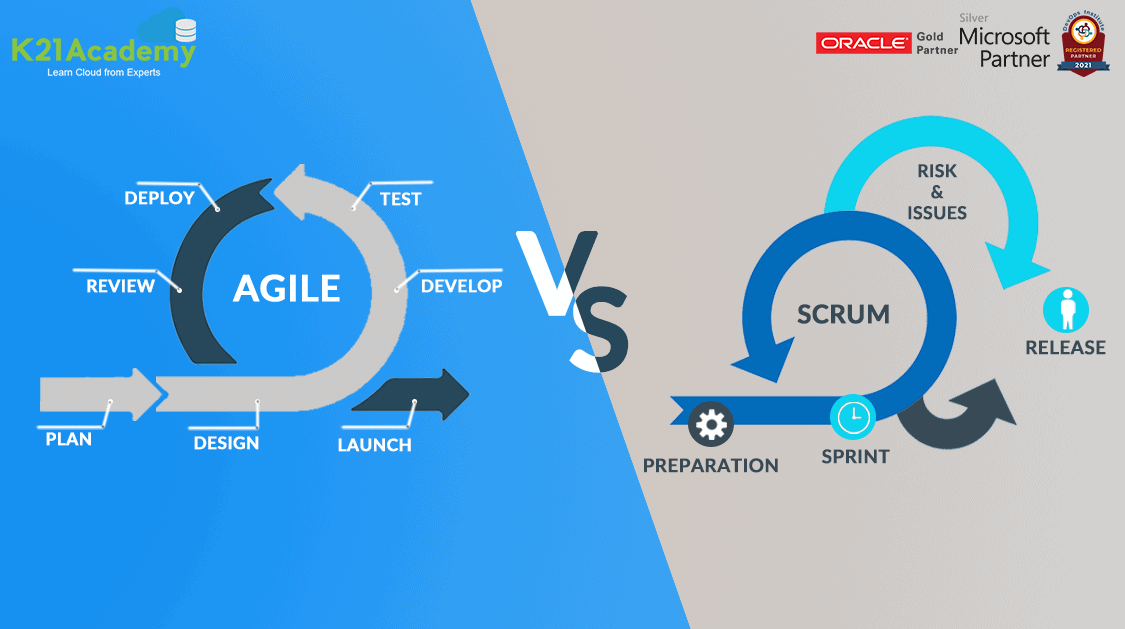 K21Academy
Learn Cloud from Experts
ORACLE
Gold
Partner
Silver
Microsoft
Partner
DevOps Institute
REGISTERED
PARTNER
2021
DEPLOY
TEST
REVIEW
AGILE
DEVELOP
PLAN
DESIGN
LAUNCH
VS
RISK
&
ISSUES
SCRUM
RELEASE
PREPARATION
SPRINT